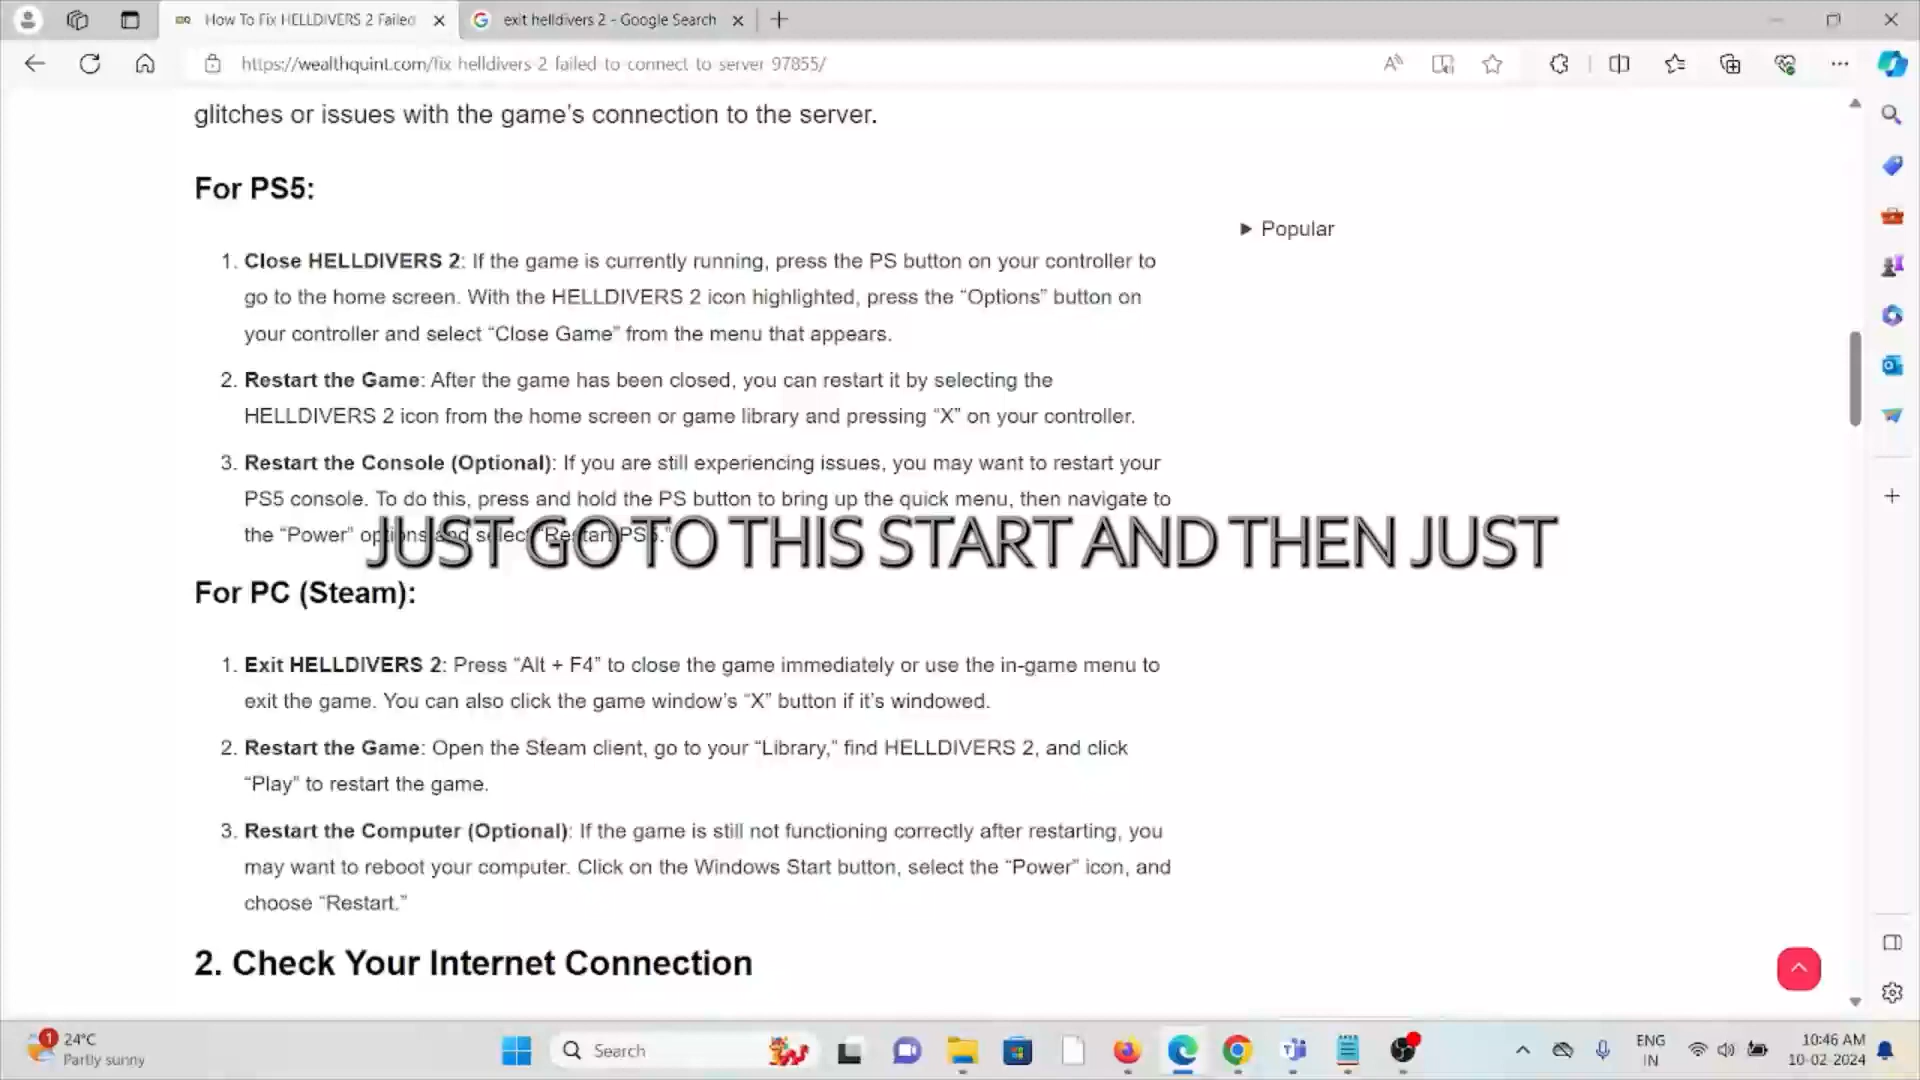 How To Fix HELLDIVERS 2 Failed
exit helldivers 2 - Google Search
https://wealthquint.com/fix-helldivers-2-failed-to-connect-to-server-97855/
glitches or issues with the game’s connection to the server.
For PS5:
Popular
1. Close HELLDIVERS 2: If the game is currently running, press the PS button on your controller to
go to the home screen. With the HELLDIVERS 2 icon highlighted, press the “Options” button on
your controller and select “Close Game” from the menu that appears.
2. Restart the Game: After the game has been closed, you can restart it by selecting the
HELLDIVERS 2 icon from the home screen or game library and pressing “X” on your controller.
3. Restart the Console (Optional): If you are still experiencing issues, you may want to restart your
PS5 console. To do this, press and hold the PS button to bring up the quick menu, then navigate to
the “Power” options and select “Restart PS5.”
JUST GO TO THIS START AND THEN JUST
For PC (Steam):
1. Exit HELLDIVERS 2: Press “Alt + F4” to close the game immediately or use the in-game menu to
exit the game. You can also click the game window’s “X” button if it’s windowed.
2. Restart the Game: Open the Steam client, go to your “Library,” find HELLDIVERS 2, and click
“Play” to restart the game.
3. Restart the Computer (Optional): If the game is still not functioning correctly after restarting, you
may want to reboot your computer. Click on the Windows Start button, select the “Power” icon, and
choose “Restart.”
2. Check Your Internet Connection
1
24°C
Partly sunny
Search
ENG
IN
10:46 AM
10-02-2024